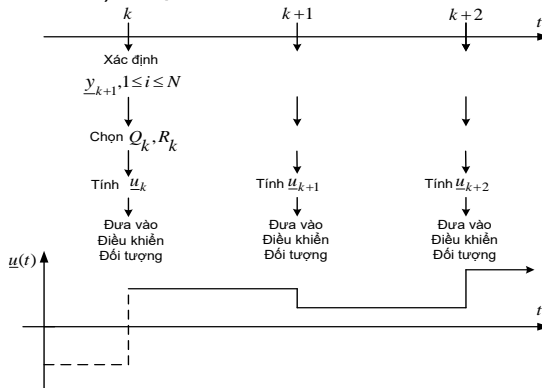 k k+1 k+2
t
Xác định
y_{k+1}, 1≤i≤N
Chọn Q_k, R_k
Tính u_k Tính u_{k+1} Tính u_{k+2}
Đưa vào Đưa vào Đưa vào
Điều khiển Điều khiển Điều khiển
Đối tượng Đối tượng Đối tượng
u(t)
t